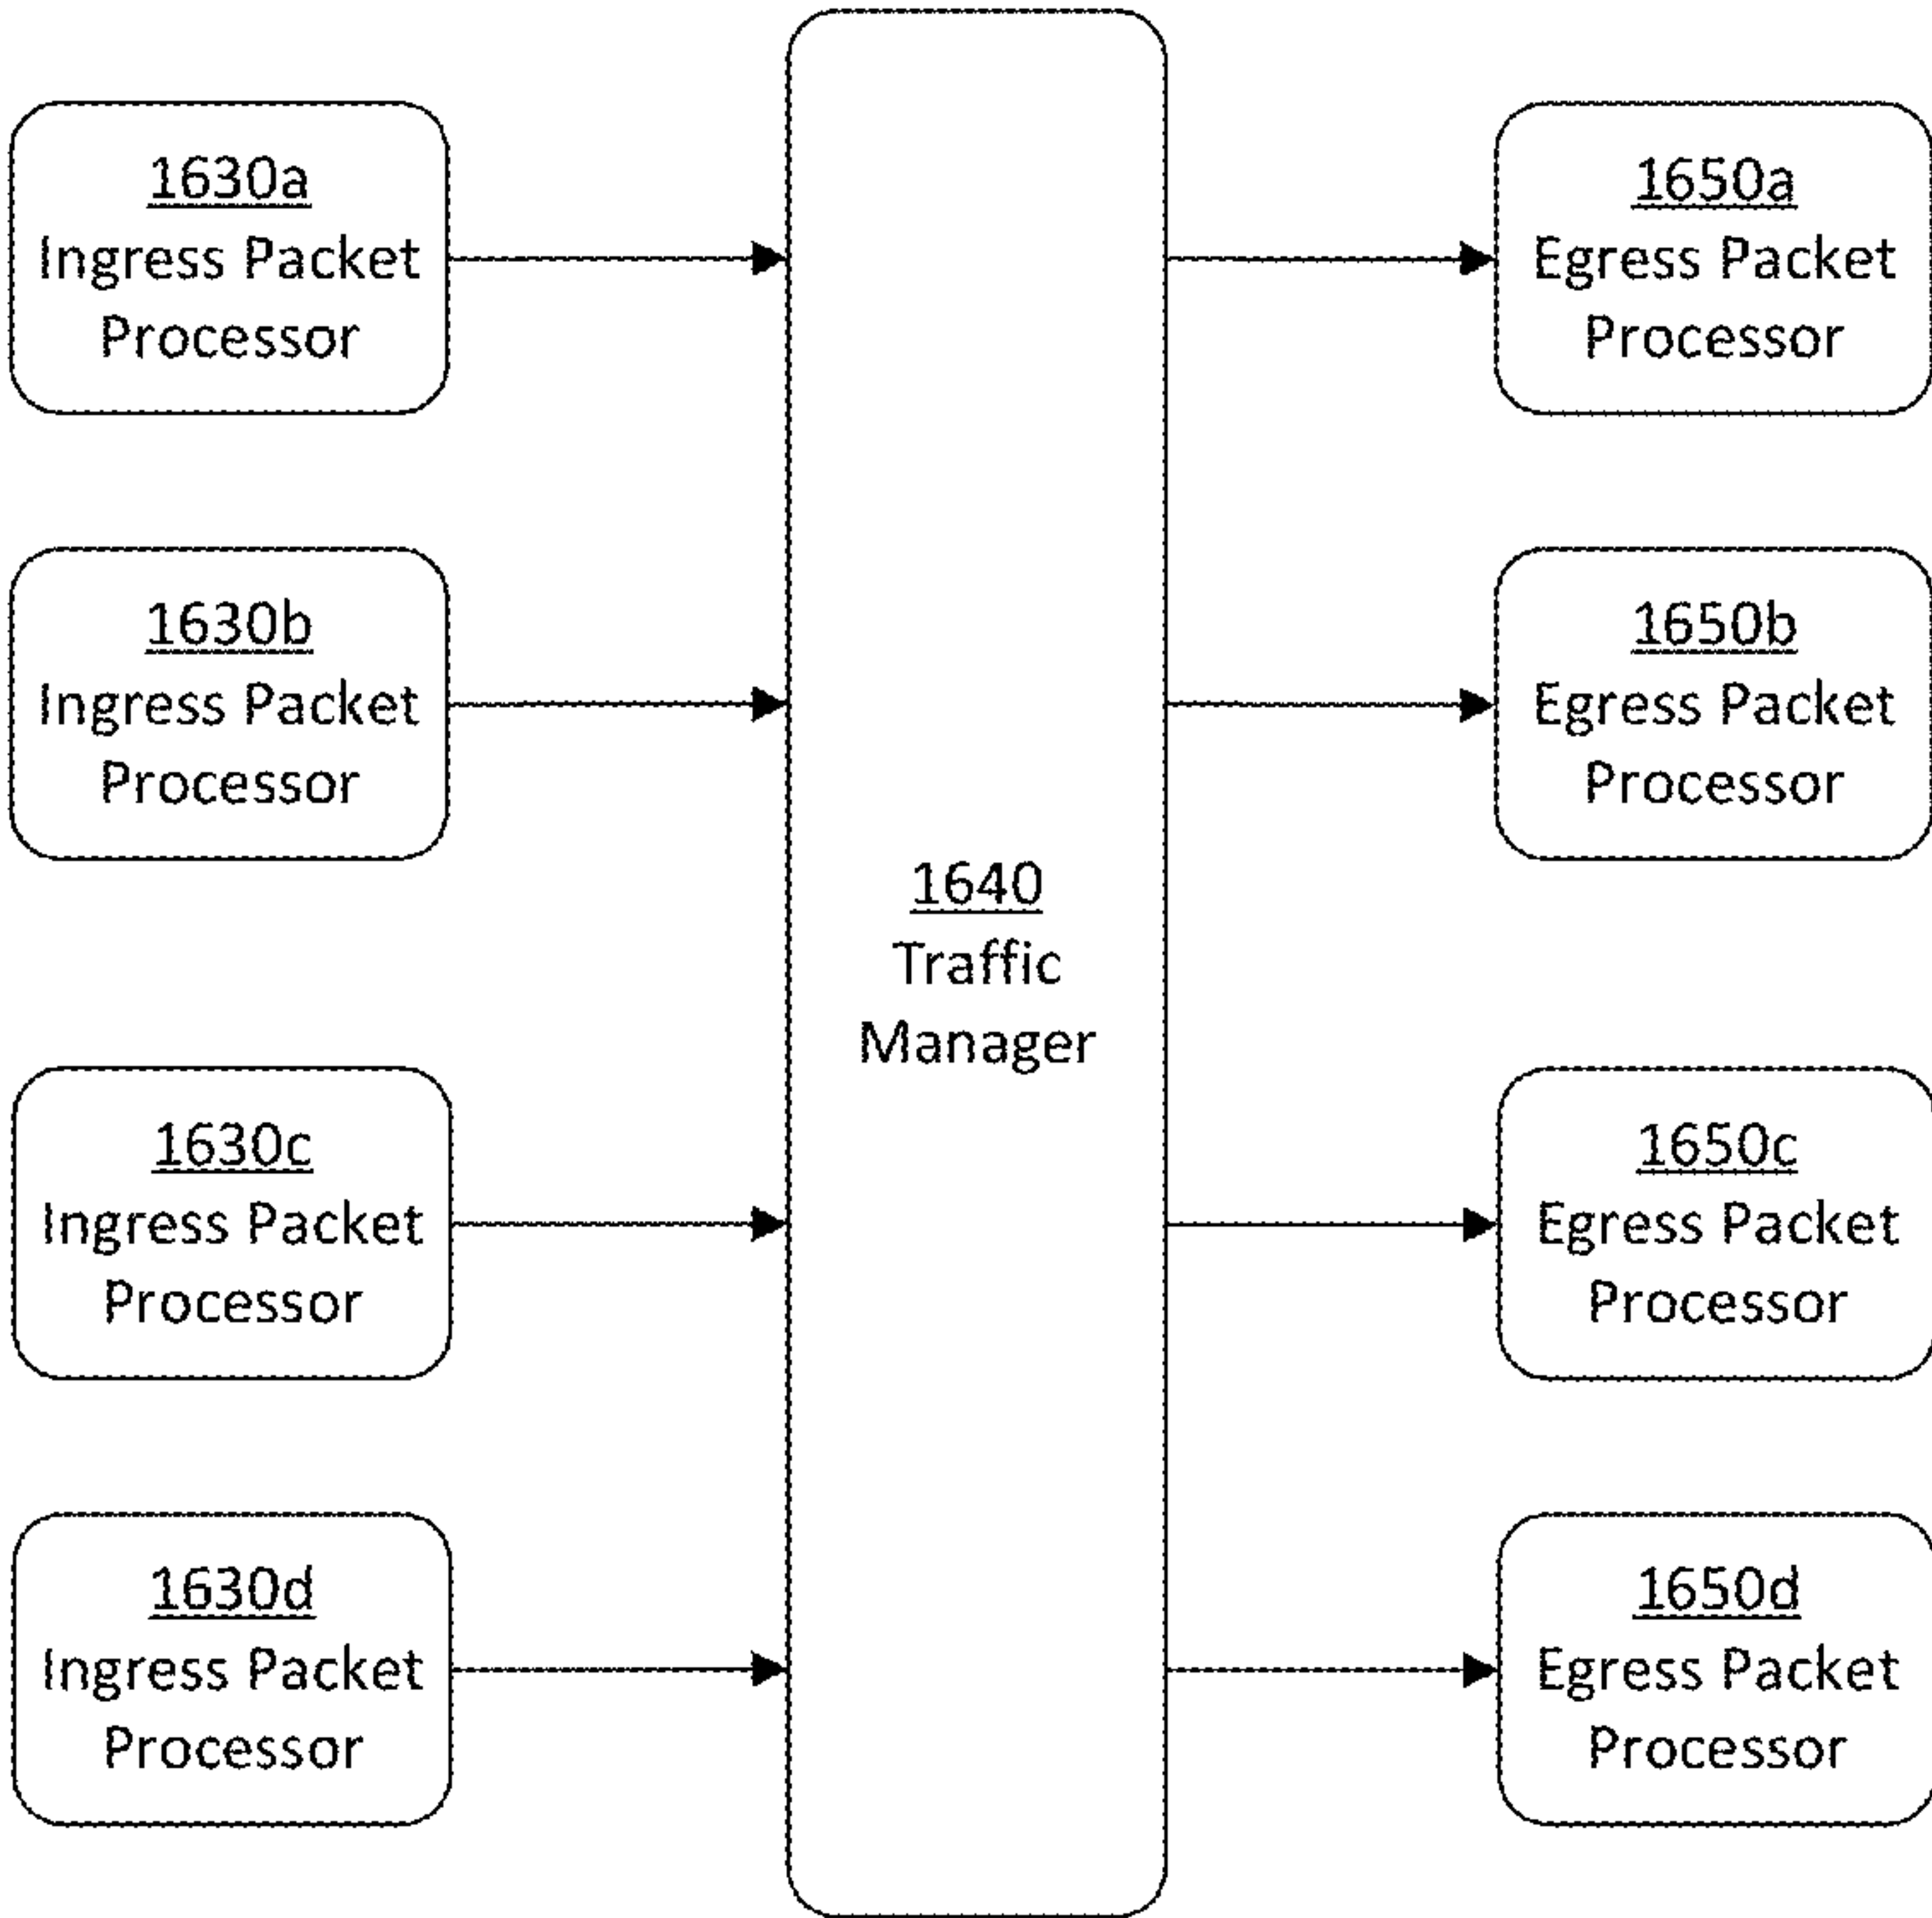 1630a
Ingress Packet
Processor
1630b
Ingress Packet
Processor
1630c
Ingress Packet
Processor
1630d
Ingress Packet
Processor
1640
Traffic
Manager
1650a
Egress Packet
Processor
1650b
Egress Packet
Processor
1650c
Egress Packet
Processor
1650d
Egress Packet
Processor